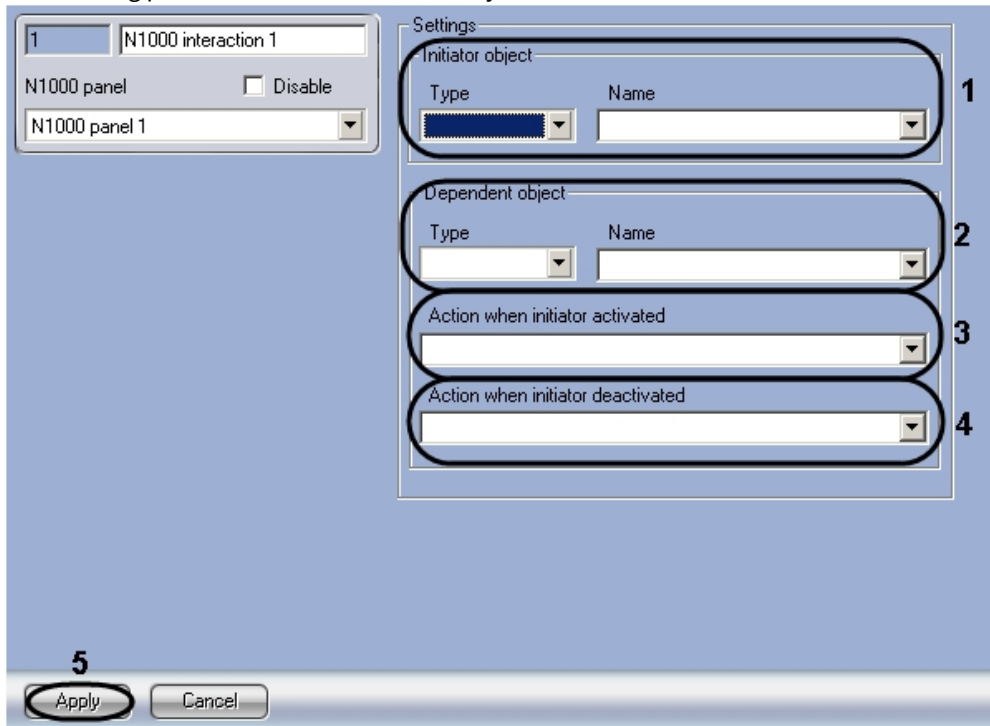 1
N1000 interaction 1
N1000 panel
Disable
N1000 panel 1
Settings
Initiator object
Type
Name
1
Dependent object
Type
Name
2
Action when initiator activated
3
Action when initiator deactivated
4
5
Apply
Cancel